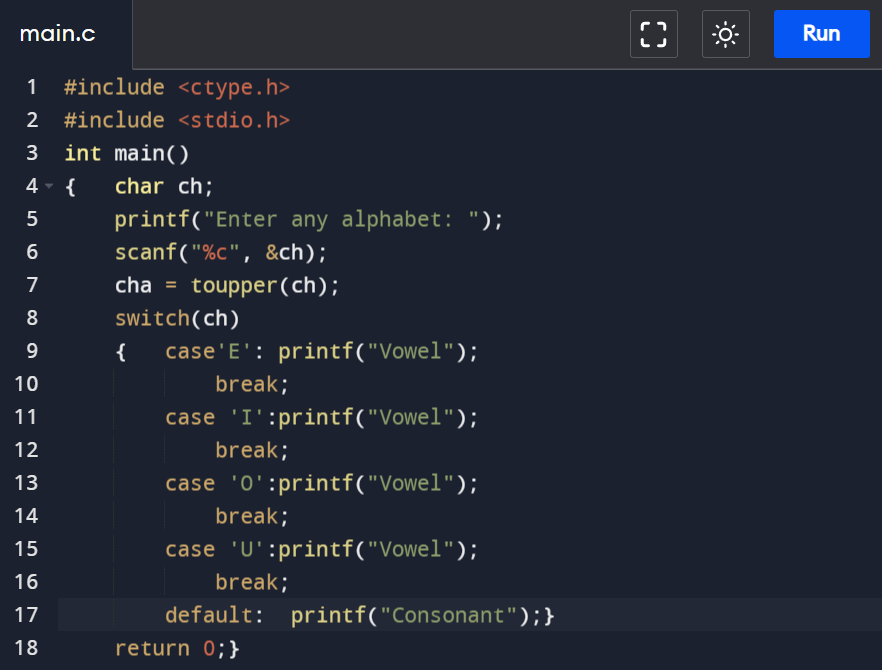 main.c
Run
1 #include <ctype.h>
2 #include <stdio.h>
3 int main()
4 {   char ch;
5     printf("Enter any alphabet: ");
6     scanf("%c", &ch);
7     cha = toupper(ch);
8     switch(ch)
9     {   case'E': printf("Vowel");
10             break;
11         case 'I':printf("Vowel");
12             break;
13         case 'O':printf("Vowel");
14             break;
15         case 'U':printf("Vowel");
16             break;
17         default:  printf("Consonant");}
18     return 0;}